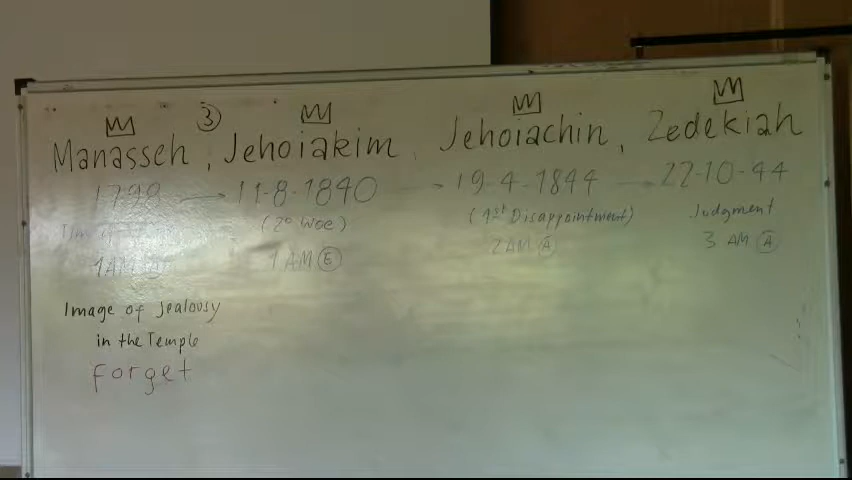 3
Manasseh, Jehoiakim, Jehoiachin, Zedekiah
1798 → 11-8-1840 → 19-4-1844 → 22-10-44
(2º Woe) (1st Disappointment) Judgment
1AM 1AM E 2AM A 3 AM A
Image of Jealousy
in the Temple
forget